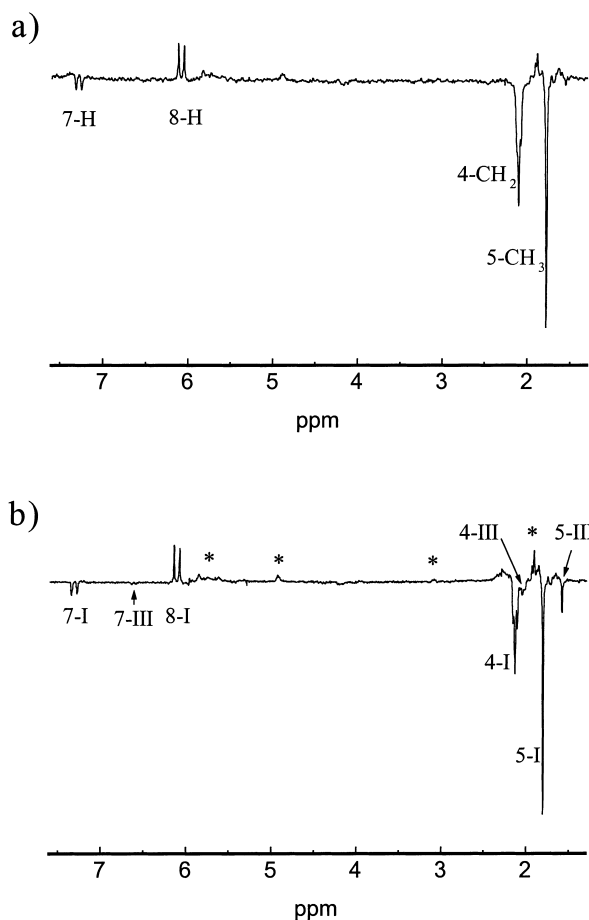 a)
7-H
8-H
4-CH₂
5-CH₃
7 6 5 4 3 2
ppm
b)
4-III * 5-III
* * *
7-I 7-III 8-I
4-I
5-I
7 6 5 4 3 2
ppm